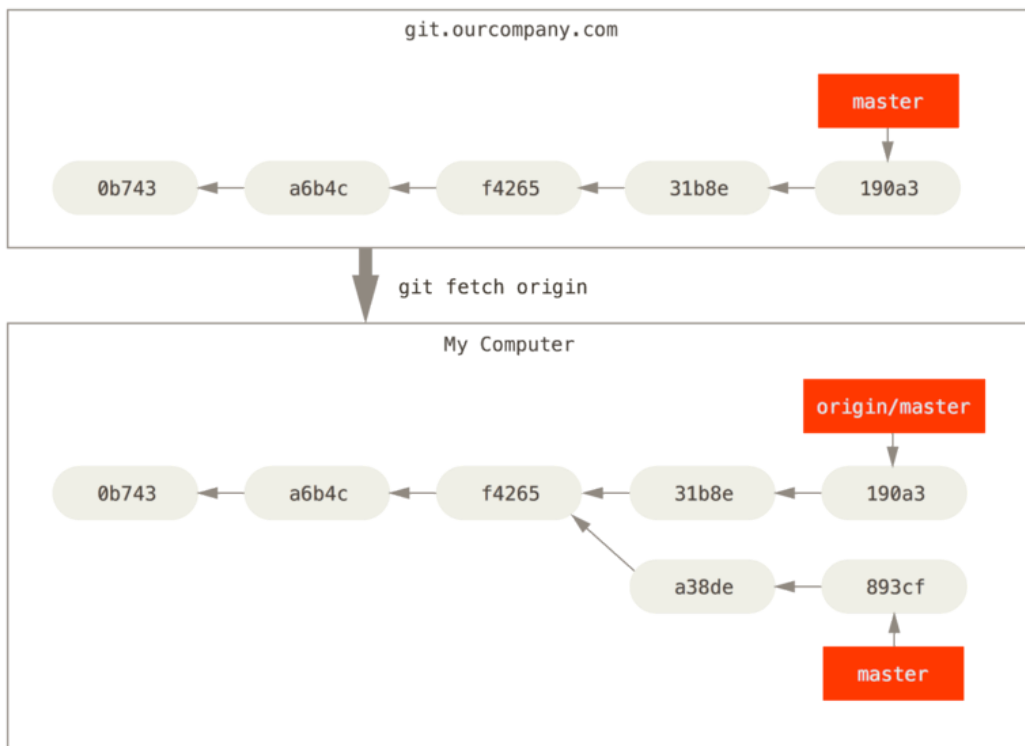 git.ourcompany.com
master
0b743 a6b4c f4265 31b8e 190a3
git fetch origin
My Computer
origin/master
0b743 a6b4c f4265 31b8e 190a3
a38de 893cf
master